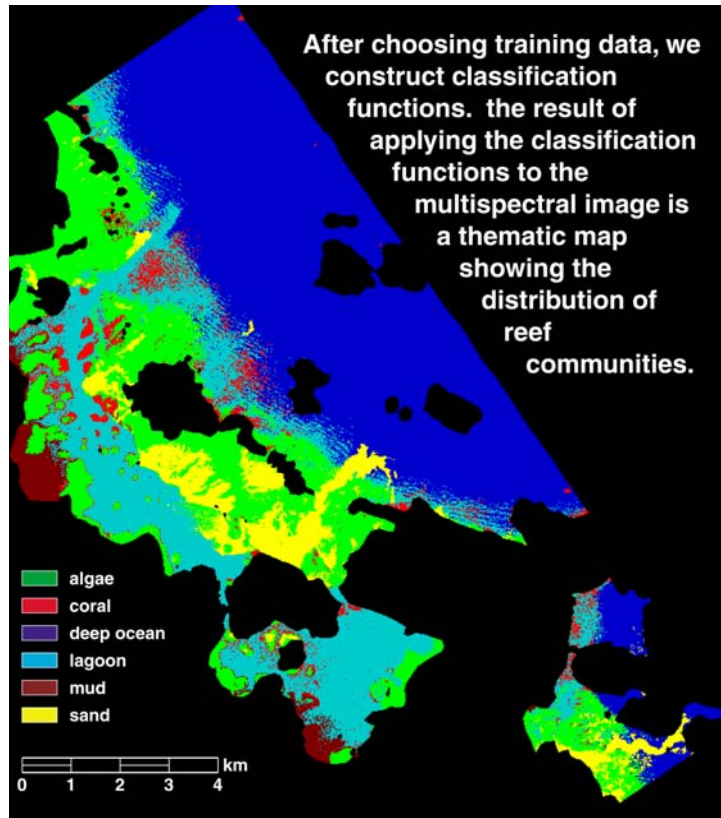 After choosing training data, we
construct classification
functions. the result of
applying the classification
functions to the
multispectral image is
a thematic map
showing the
distribution of
reef
communities.
algae
coral
deep ocean
lagoon
mud
sand
km
0 1 2 3 4